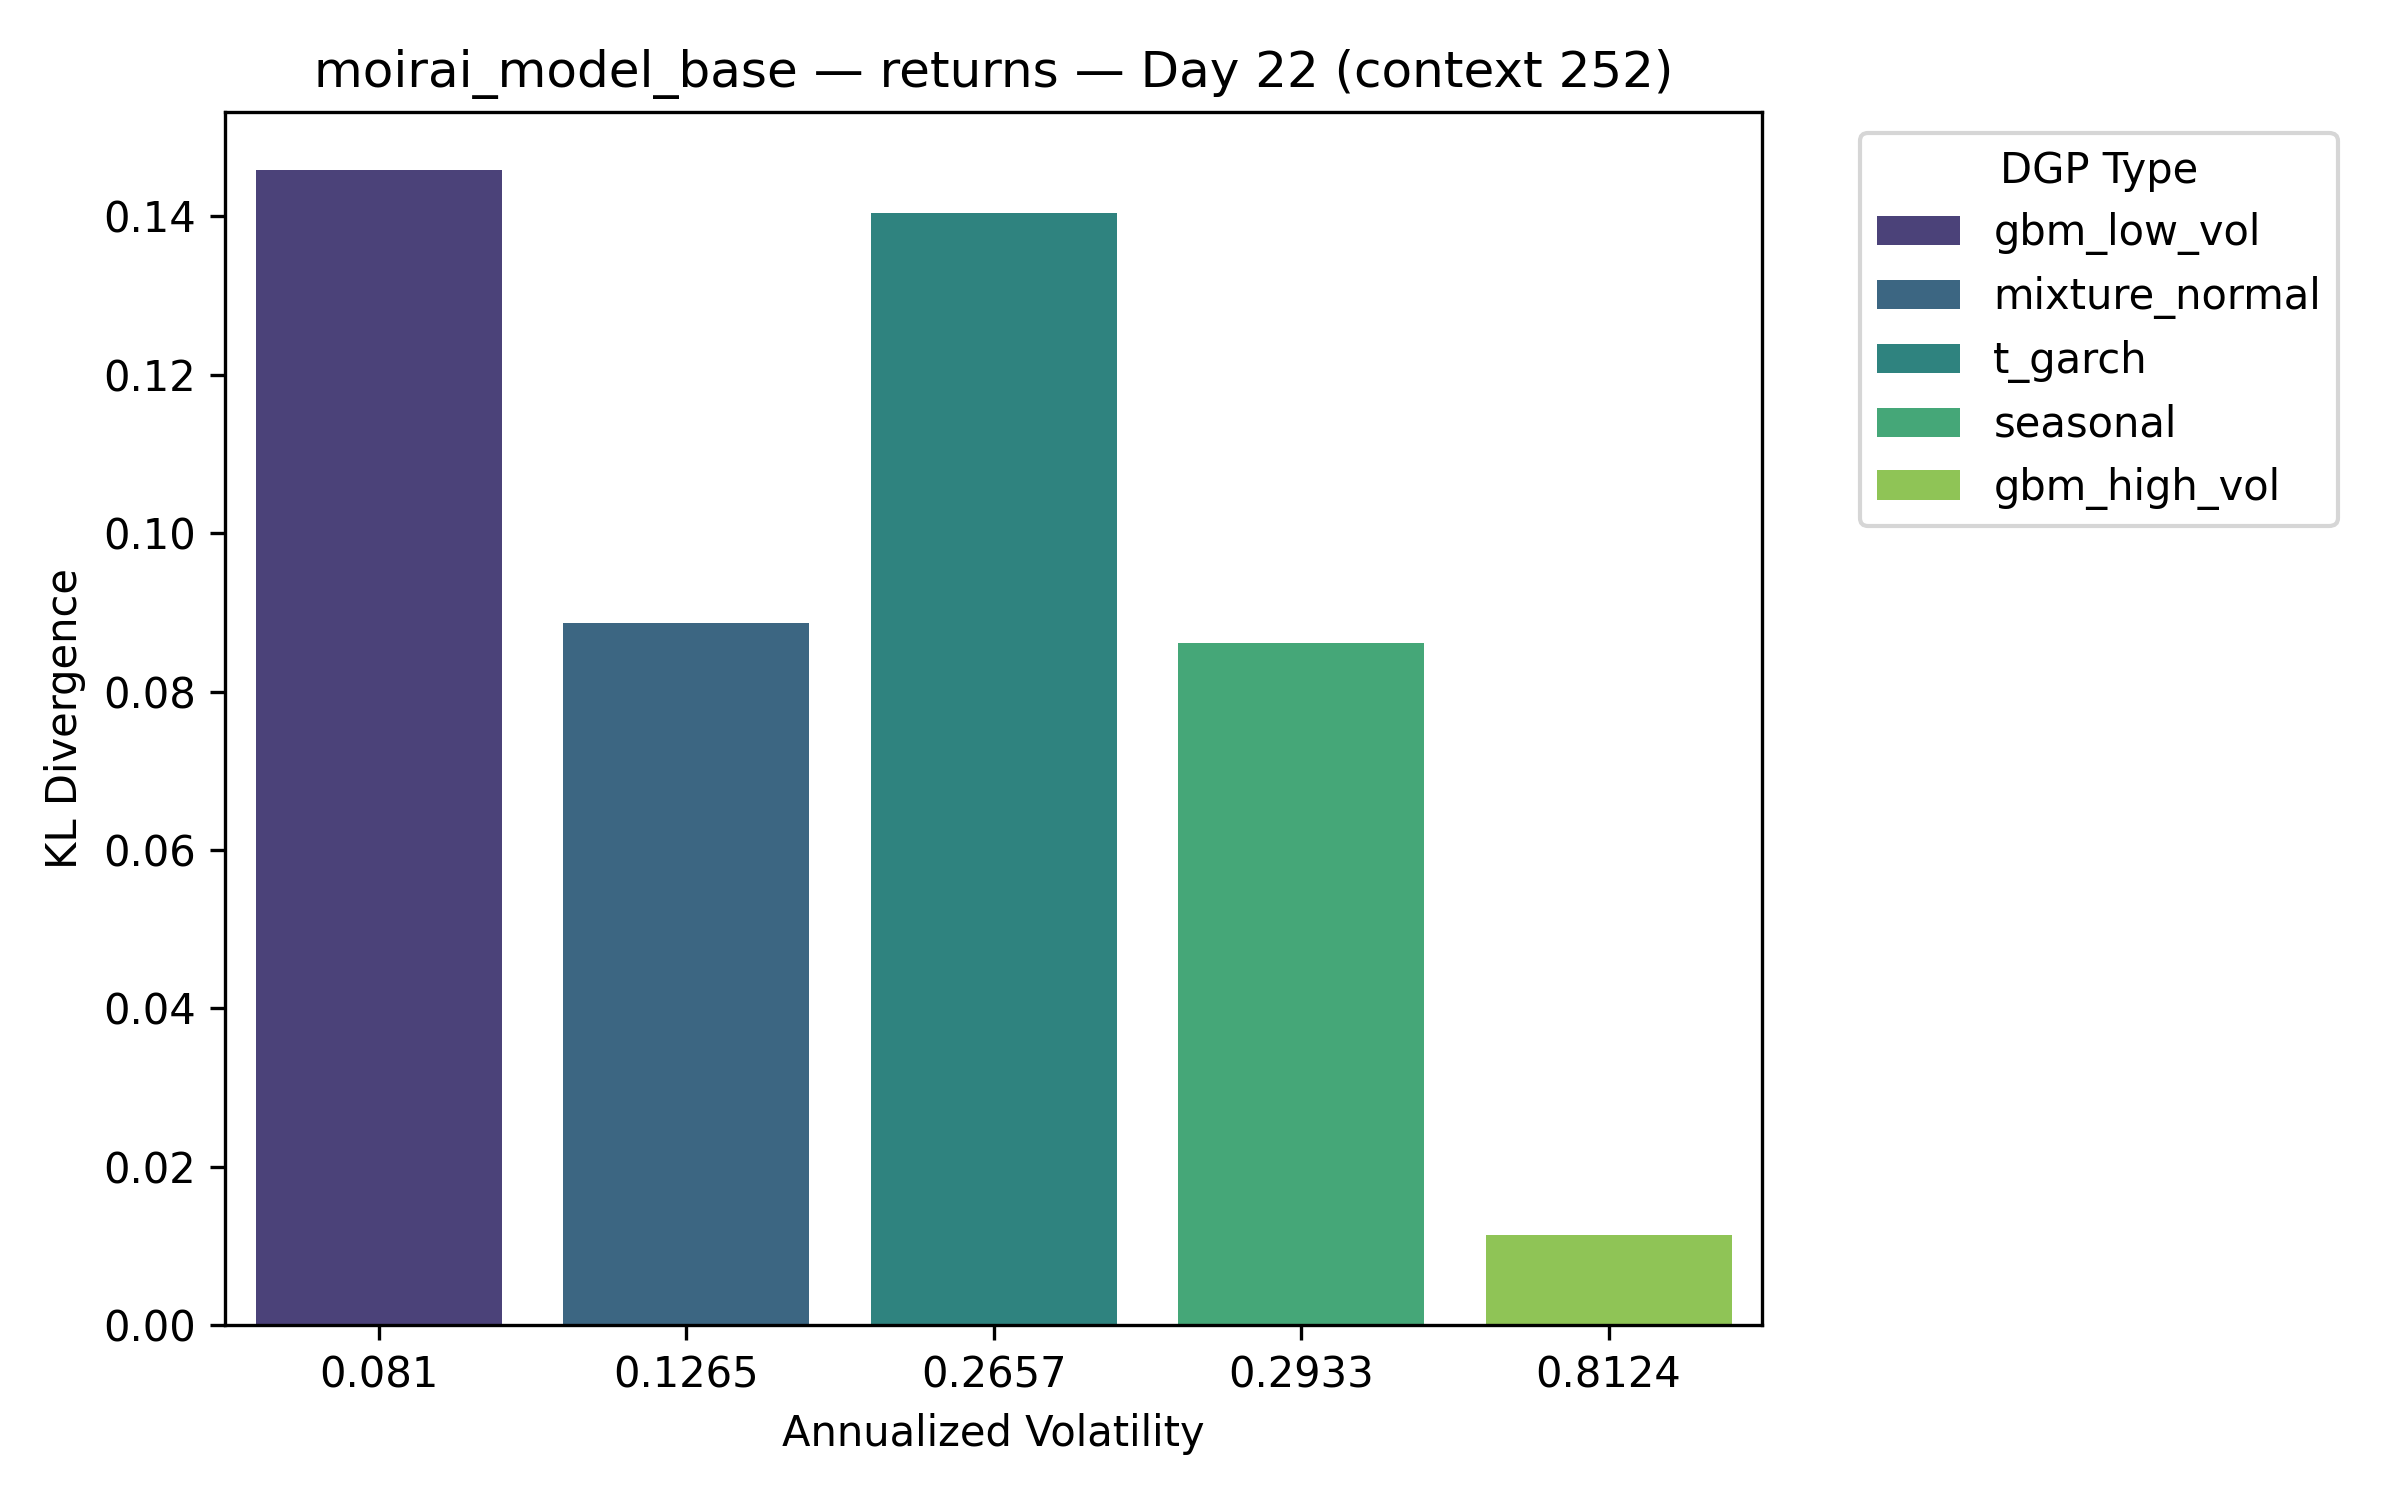 moirai_model_base — returns — Day 22 (context 252)
KL Divergence
0.14
0.12
0.10
0.08
0.06
0.04
0.02
0.00
0.081 0.1265 0.2657 0.2933 0.8124
Annualized Volatility
DGP Type
gbm_low_vol
mixture_normal
t_garch
seasonal
gbm_high_vol